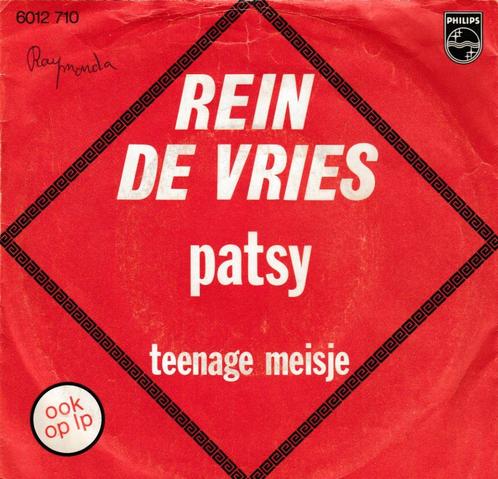 6012 710
PHILIPS
Raymonda
REIN
DE VRIES
patsy
teenage meisje
ook
op lp